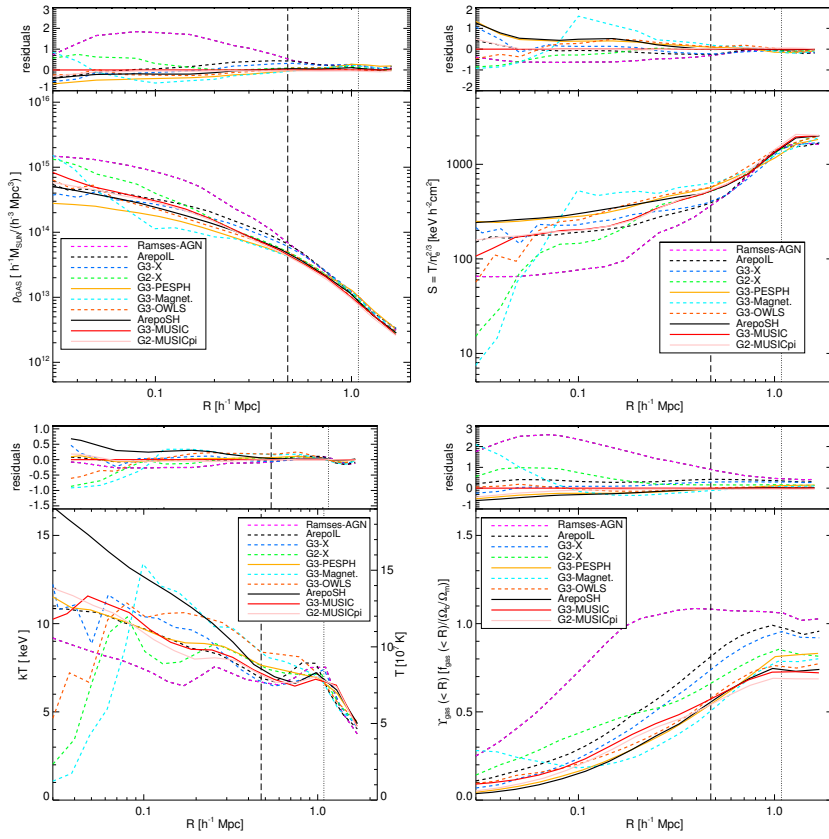 3
2
1
0
-1
residuals
10^16
10^15
10^14
10^13
10^12
ρGAS [ h^-1 M_SUN/(h^-3 Mpc^3) ]
Ramses-AGN
ArepoIL
G3-X
G2-X
G3-PESPH
G3-Magnet.
G3-OWLS
ArepoSH
G3-MUSIC
G2-MUSICpi
0.1
1.0
R [h^-1 Mpc]
2
1
0
-1
residuals
1000
100
10
S = T/n_e^2/3 [keV h^-2 cm^2]
Ramses-AGN
ArepoIL
G3-X
G2-X
G3-PESPH
G3-Magnet.
G3-OWLS
ArepoSH
G3-MUSIC
G2-MUSICpi
0.1
1.0
R [h^-1 Mpc]
1.0
0.5
0.0
-0.5
-1.0
-1.5
residuals
15
10
5
0
kT [keV]
Ramses-AGN
ArepoIL
G3-X
G2-X
G3-PESPH
G3-Magnet.
G3-OWLS
ArepoSH
G3-MUSIC
G2-MUSICpi
15
10
5
0
T [10^7 K]
0.1
1.0
R [h^-1 Mpc]
3
2
1
0
-1
residuals
1.5
1.0
0.5
0.0
Υgas (< R) [f_gas (< R)/(Ω_b/Ω_m)]
Ramses-AGN
ArepoIL
G3-X
G2-X
G3-PESPH
G3-Magnet.
G3-OWLS
ArepoSH
G3-MUSIC
G2-MUSICpi
0.1
1.0
R [h^-1 Mpc]